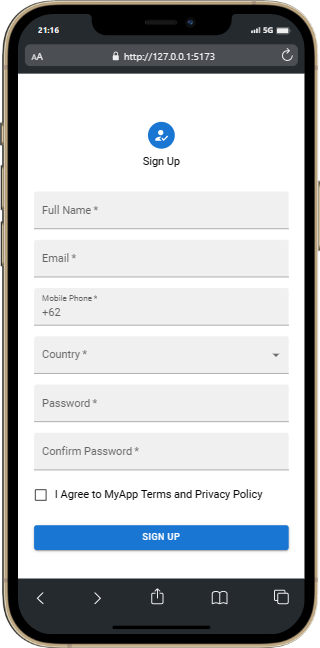 21:16
5G
AA
http://127.0.0.1:5173
Sign Up
Full Name *
Email *
Mobile Phone *
+62
Country *
Password *
Confirm Password *
I Agree to MyApp Terms and Privacy Policy
SIGN UP